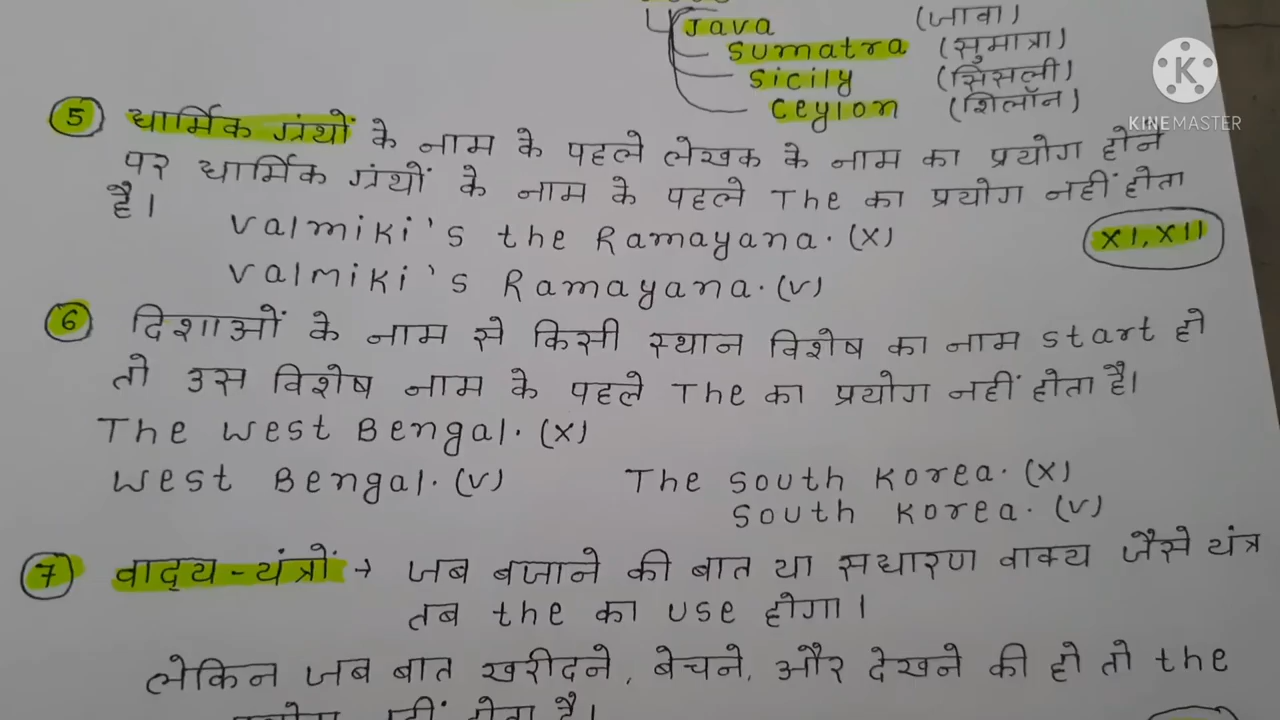 Java (जावा)
Sumatra (सुमात्रा)
Sicily (सिसली)
Ceylon (शिलॉन)
KINEMASTER
5 धार्मिक ग्रंथों के नाम के पहले लेखक के नाम का प्रयोग होने
पर धार्मिक ग्रंथों के नाम के पहले The का प्रयोग नहीं होता
है।
Valmiki's the Ramayana. (X)
XI, XII
Valmiki's Ramayana. (V)
6 दिशाओं के नाम से किसी स्थान विशेष का नाम start हो
तो उस विशेष नाम के पहले The का प्रयोग नहीं होता है।
The West Bengal. (X)
West Bengal. (V) The South Korea. (X)
South Korea. (V)
7 वाद्य-यंत्रों → जब बजाने की बात या सधारण वाक्य जैसे यंत्र
तब the का use होगा।
लेकिन जब बात खरीदने, बेचने, और देखने की हो तो the
प्रयोग नहीं होता है।